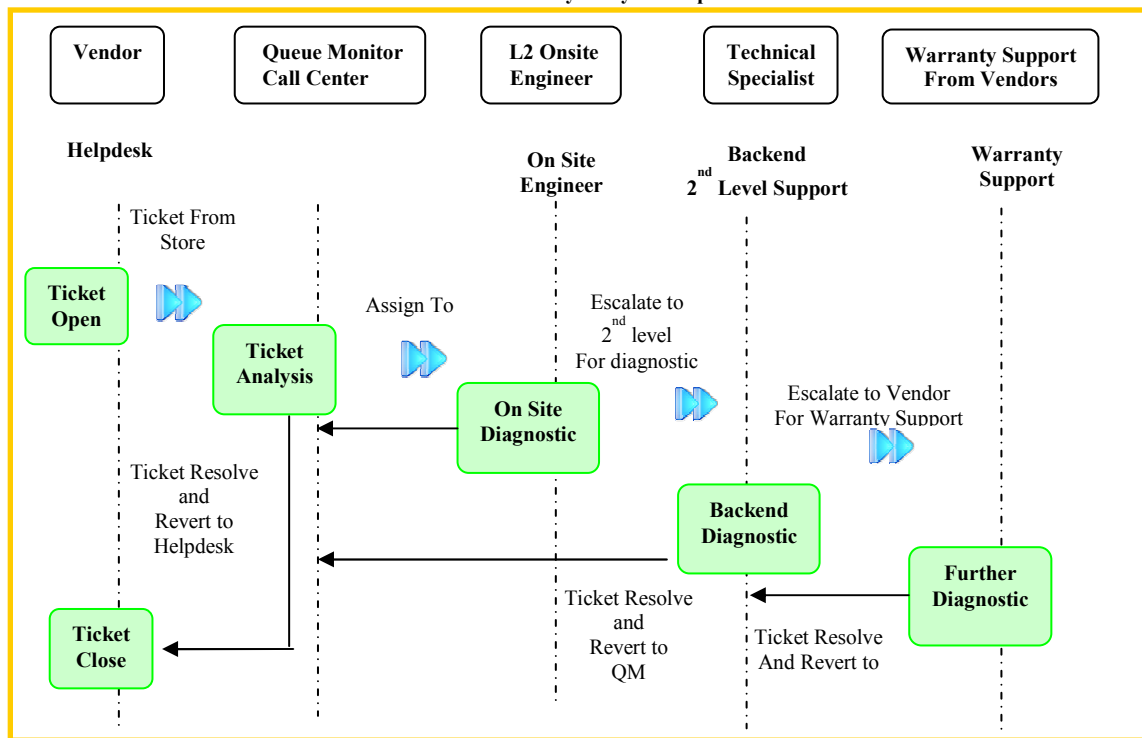 Vendor
Queue Monitor
Call Center
L2 Onsite
Engineer
Technical
Specialist
Warranty Support
From Vendors
Helpdesk
On Site
Engineer
Backend
2nd Level Support
Warranty
Support
Ticket From
Store
Ticket
Open
Assign To
Escalate to
2nd level
For diagnostic
Ticket
Analysis
On Site
Diagnostic
Escalate to Vendor
For Warranty Support
Ticket Resolve
and
Revert to
Helpdesk
Backend
Diagnostic
Further
Diagnostic
Ticket Resolve
and
Revert to
QM
Ticket Resolve
And Revert to
Ticket
Close